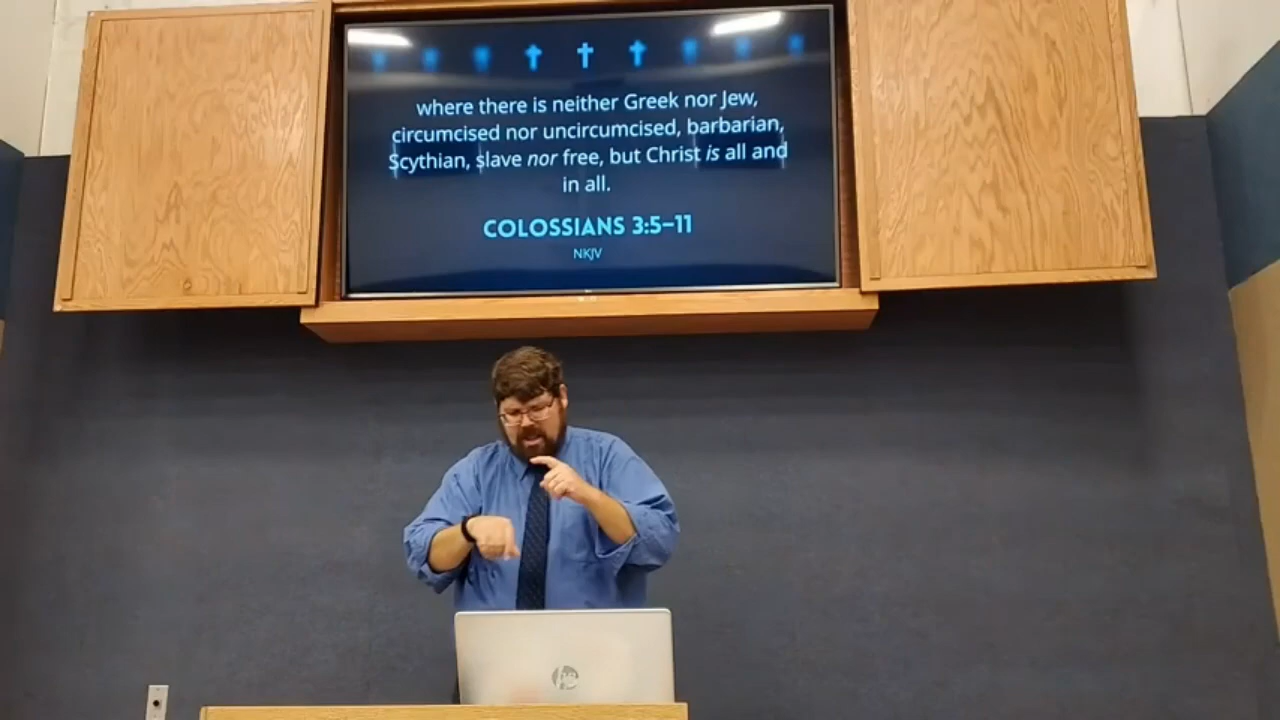 where there is neither Greek nor Jew,
circumcised nor uncircumcised, barbarian,
Scythian, slave nor free, but Christ is all and
in all.
COLOSSIANS 3:5–11
NKJV
hp